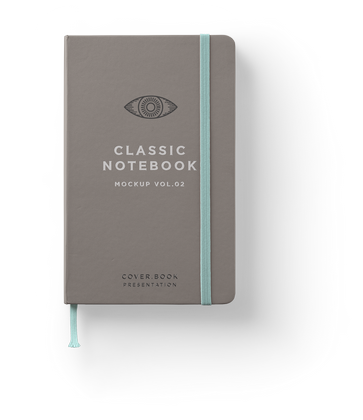 CLASSIC
NOTEBOOK
MOCKUP VOL.02
COVER.BOOK
PRESENTATION